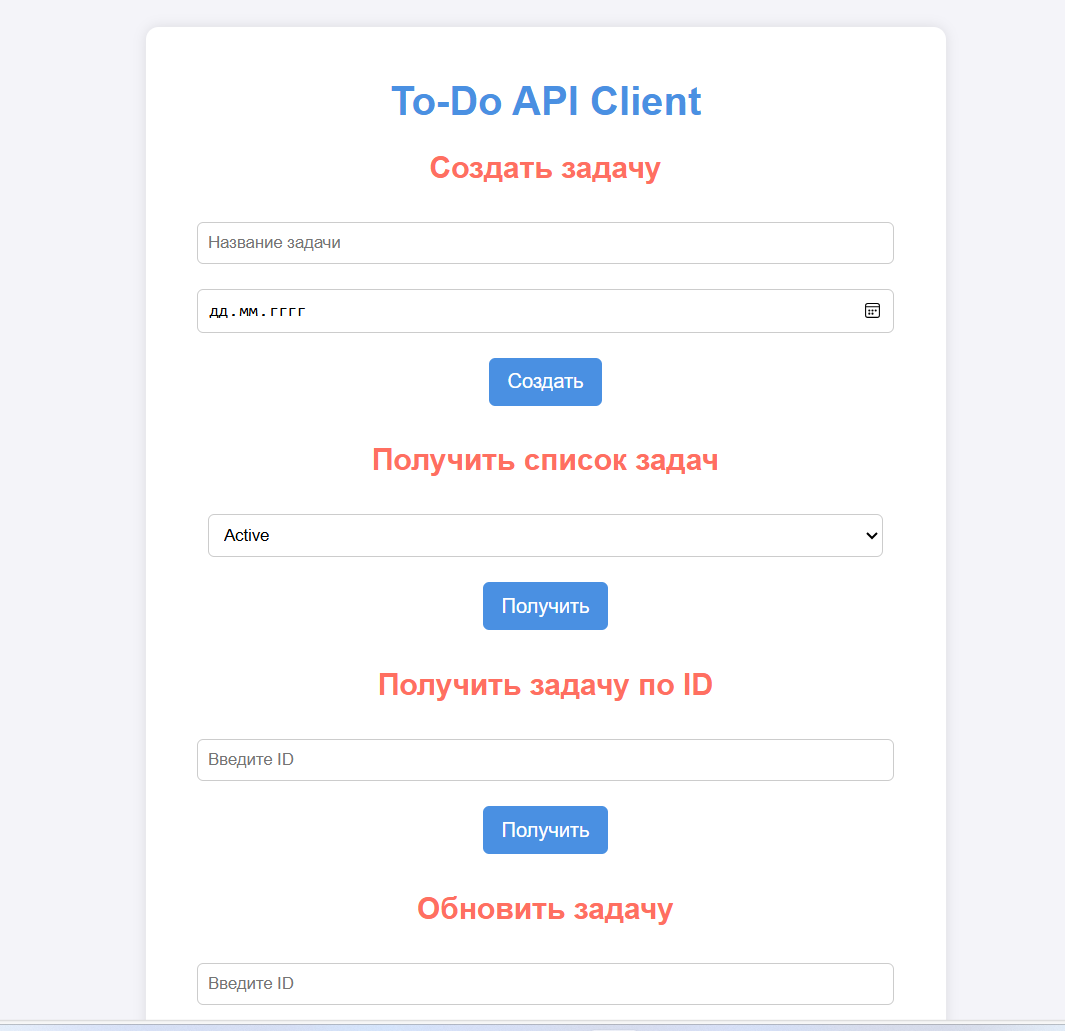 To-Do API Client
Создать задачу
Название задачи
дд.мм.гггг
Создать
Получить список задач
Active
Получить
Получить задачу по ID
Введите ID
Получить
Обновить задачу
Введите ID